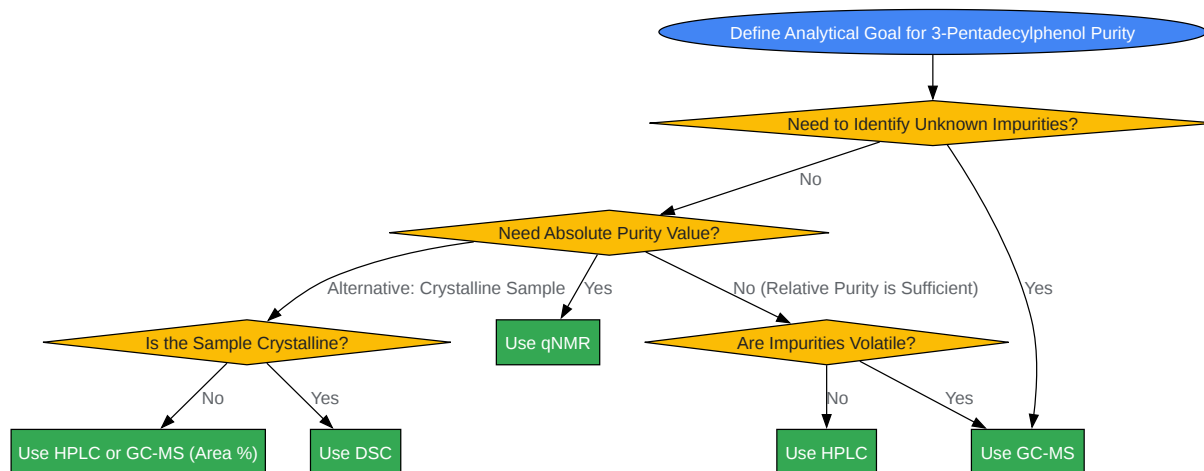 Define Analytical Goal for 3-Pentadecylphenol Purity
Need to Identify Unknown Impurities?
No
Need Absolute Purity Value?
Alternative: Crystalline Sample
Yes
No (Relative Purity is Sufficient)
Yes
Is the Sample Crystalline?
Use qNMR
Are Impurities Volatile?
No
Yes
No
Yes
Use HPLC or GC-MS (Area %)
Use DSC
Use HPLC
Use GC-MS